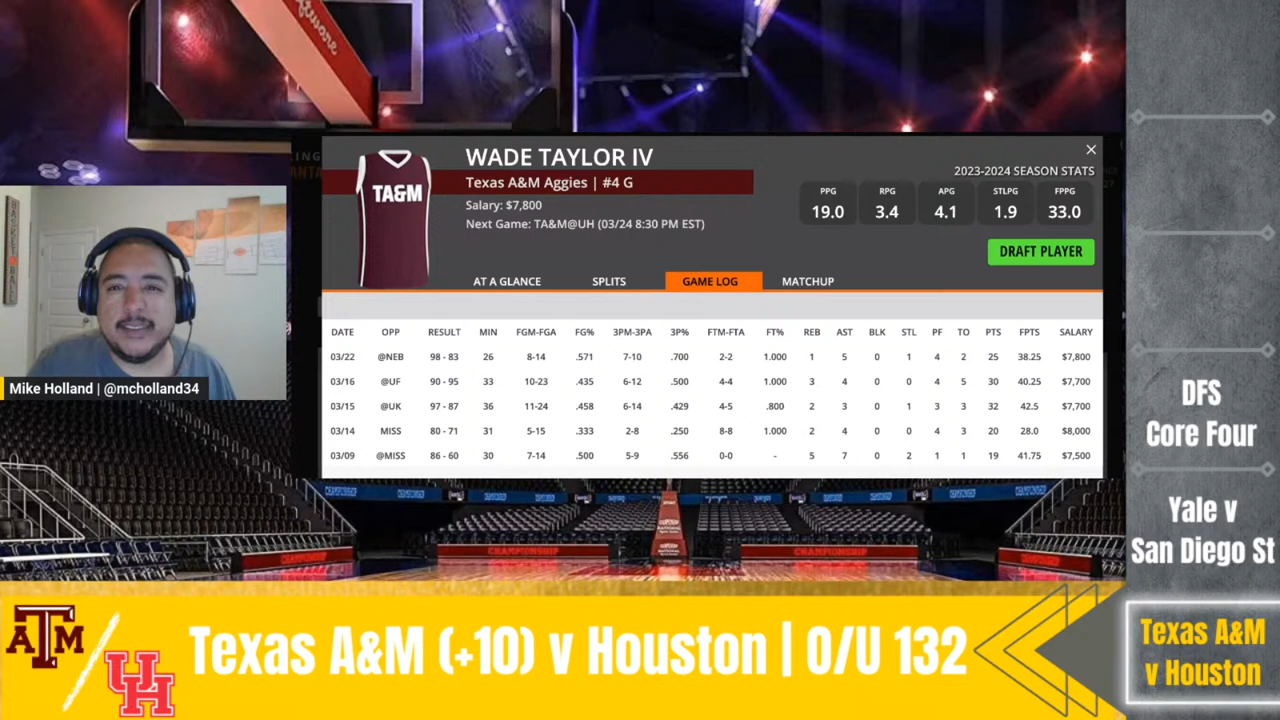 WADE TAYLOR IV
Texas A&M Aggies | #4 G
Salary: $7,800
Next Game: TA&M@UH (03/24 8:30 PM EST)
TA&M
2023-2024 SEASON STATS
PPG RPG APG STLPG FPPG
19.0 3.4 4.1 1.9 33.0
DRAFT PLAYER
AT A GLANCE SPLITS GAME LOG MATCHUP
DATE OPP RESULT MIN FGM-FGA FG% 3PM-3PA 3P% FTM-FTA FT% REB AST BLK STL PF TO PTS FPTS SALARY
03/22 @NEB 98 - 83 26 8-14 .571 7-10 .700 2-2 1.000 1 5 0 1 4 2 25 38.25 $7,800
03/16 @UF 90 - 95 33 10-23 .435 6-12 .500 4-4 1.000 3 4 0 0 4 5 30 40.25 $7,700
03/15 @UK 97 - 87 36 11-24 .458 6-14 .429 4-5 .800 2 3 0 1 3 3 32 42.5 $7,700
03/14 MISS 80 - 71 31 5-15 .333 2-8 .250 8-8 1.000 2 4 0 0 4 3 20 28.0 $8,000
03/09 @MISS 86 - 60 30 7-14 .500 5-9 .556 0-0 - 5 7 0 2 1 1 19 41.75 $7,500
Mike Holland | @mcholland34
CHAMPIONSHIP
CHAMPIONSHIP
DFS
Core Four
Yale v
San Diego St
Texas A&M
v Houston
ATM
UH
Texas A&M (+10) v Houston | O/U 132